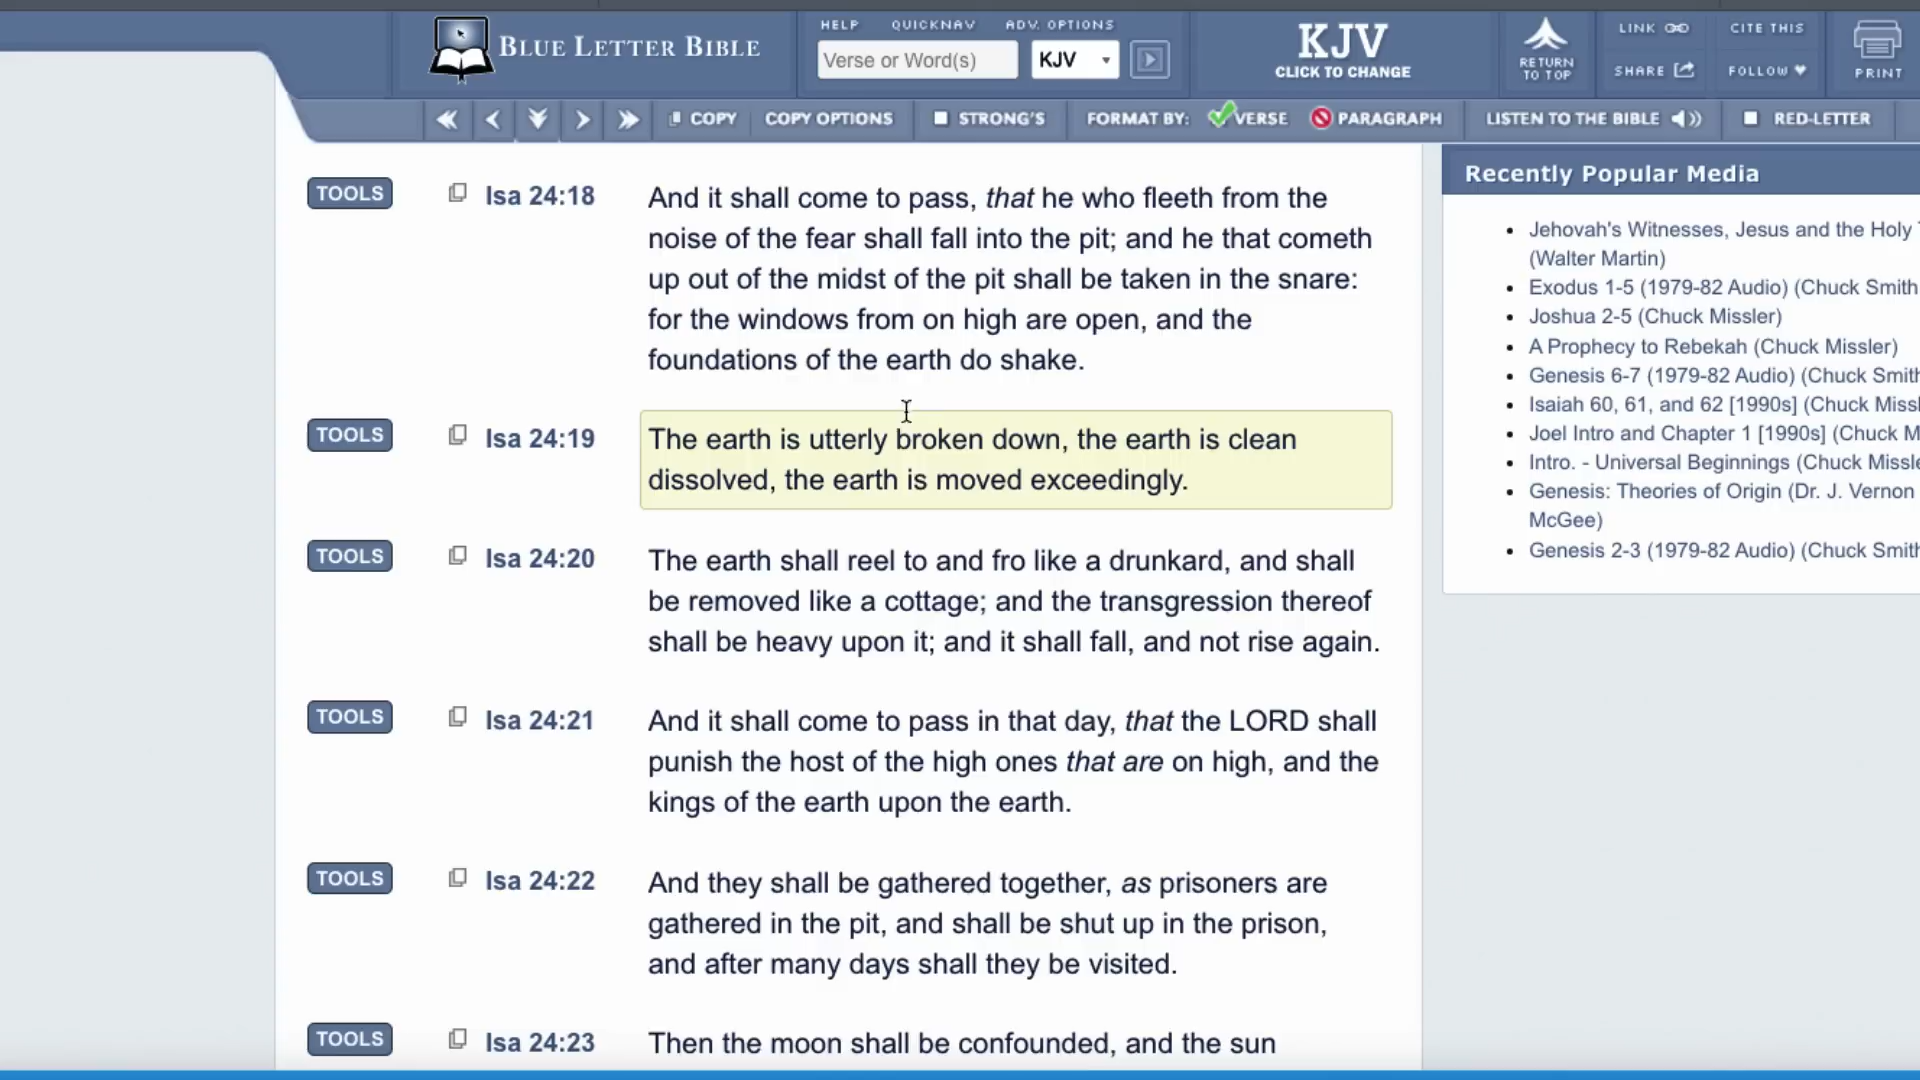 BLUE LETTER BIBLE
HELP QUICKNAV ADV. OPTIONS
Verse or Word(s) KJV
KJV
CLICK TO CHANGE
RETURN
TO TOP
LINK CITE THIS
SHARE FOLLOW
PRINT
COPY COPY OPTIONS STRONG'S FORMAT BY: VERSE PARAGRAPH LISTEN TO THE BIBLE RED-LETTER
TOOLS Isa 24:18 And it shall come to pass, that he who fleeth from the
noise of the fear shall fall into the pit; and he that cometh
up out of the midst of the pit shall be taken in the snare:
for the windows from on high are open, and the
foundations of the earth do shake.
TOOLS Isa 24:19 The earth is utterly broken down, the earth is clean
dissolved, the earth is moved exceedingly.
TOOLS Isa 24:20 The earth shall reel to and fro like a drunkard, and shall
be removed like a cottage; and the transgression thereof
shall be heavy upon it; and it shall fall, and not rise again.
TOOLS Isa 24:21 And it shall come to pass in that day, that the LORD shall
punish the host of the high ones that are on high, and the
kings of the earth upon the earth.
TOOLS Isa 24:22 And they shall be gathered together, as prisoners are
gathered in the pit, and shall be shut up in the prison,
and after many days shall they be visited.
TOOLS Isa 24:23 Then the moon shall be confounded, and the sun
Recently Popular Media
Jehovah's Witnesses, Jesus and the Holy
(Walter Martin)
Exodus 1-5 (1979-82 Audio) (Chuck Smith
Joshua 2-5 (Chuck Missler)
A Prophecy to Rebekah (Chuck Missler)
Genesis 6-7 (1979-82 Audio) (Chuck Smith
Isaiah 60, 61, and 62 [1990s] (Chuck Missl
Joel Intro and Chapter 1 [1990s] (Chuck M
Intro. - Universal Beginnings (Chuck Missle
Genesis: Theories of Origin (Dr. J. Vernon
McGee)
Genesis 2-3 (1979-82 Audio) (Chuck Smith